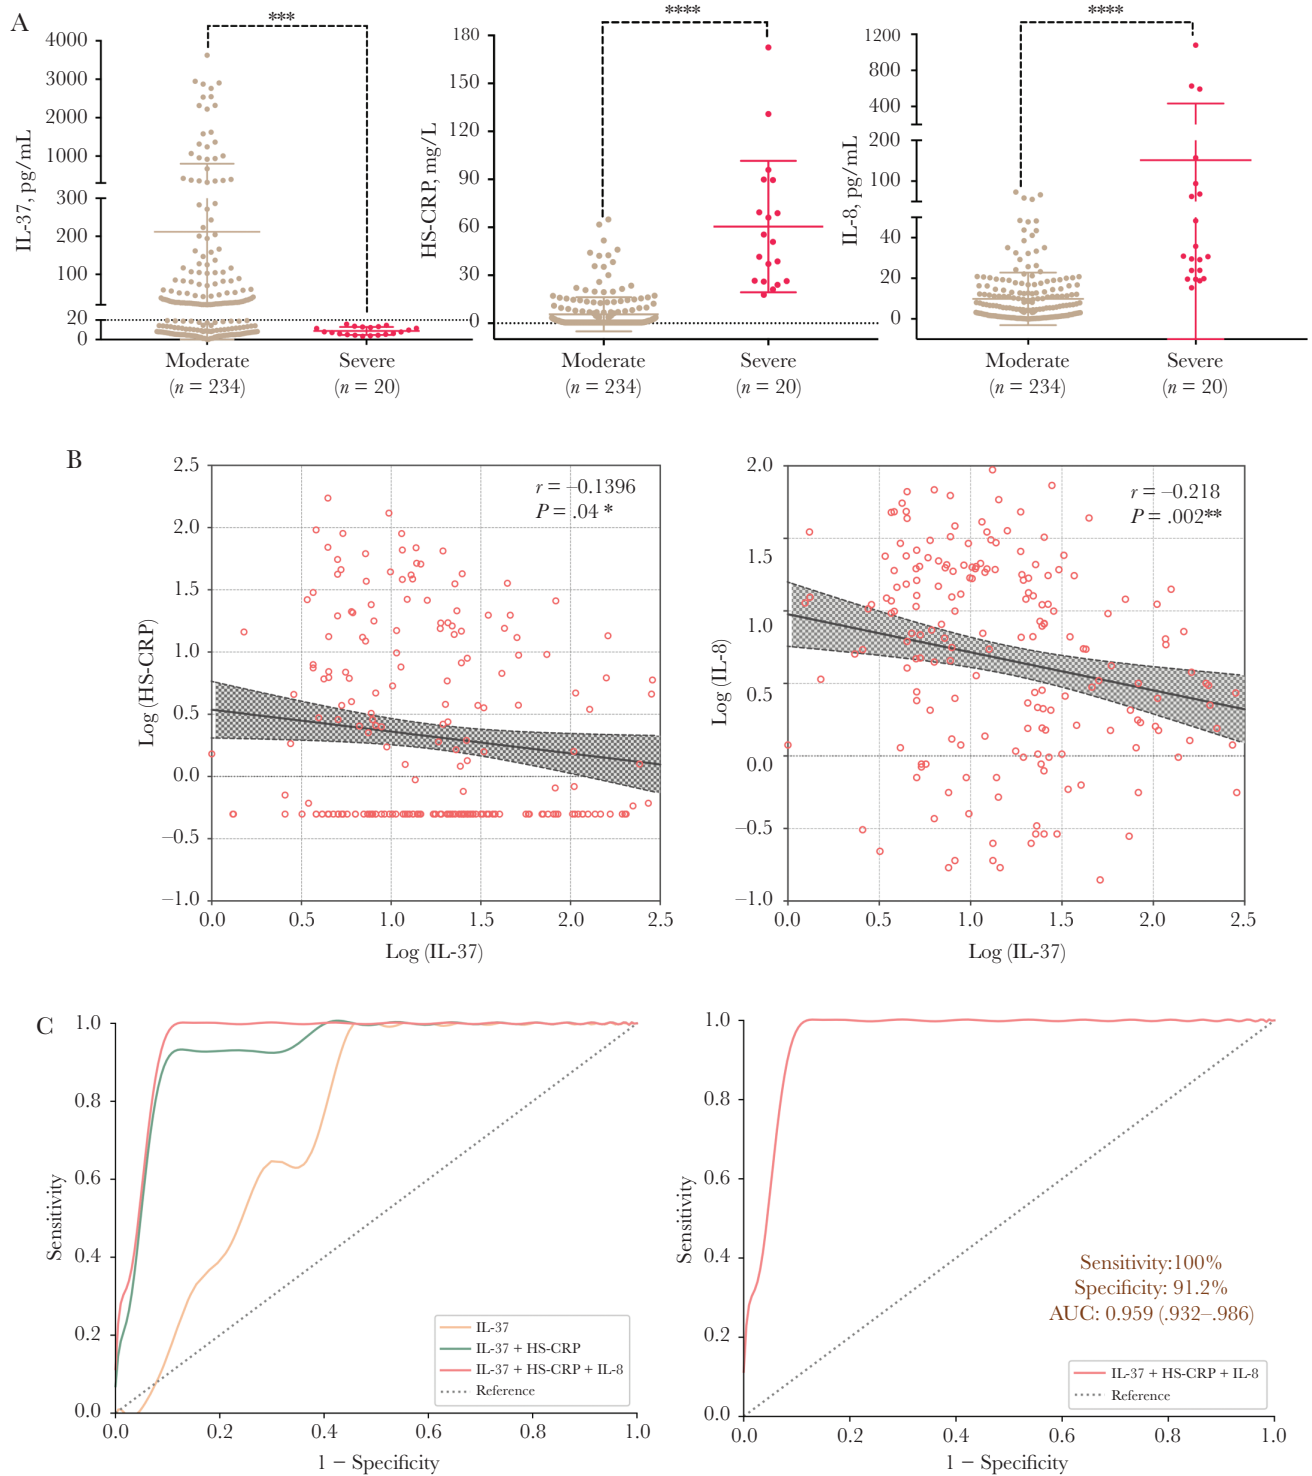 A
***
4000
3000
2000
1000
300
200
100
20
0
IL-37, pg/mL
Moderate
(n = 234)
Severe
(n = 20)
****
180
150
120
90
60
30
0
HS-CRP, mg/L
Moderate
(n = 234)
Severe
(n = 20)
****
1200
800
400
200
100
40
20
0
IL-8, pg/mL
Moderate
(n = 234)
Severe
(n = 20)
B
2.5
2.0
1.5
1.0
0.5
0.0
−0.5
−1.0
Log (HS-CRP)
r = −0.1396
P = .04 *
0.0 0.5 1.0 1.5 2.0 2.5
Log (IL-37)
2.0
1.5
1.0
0.5
0.0
−0.5
−1.0
Log (IL-8)
r = −0.218
P = .002**
0.0 0.5 1.0 1.5 2.0 2.5
Log (IL-37)
C
1.0
0.8
0.6
0.4
0.2
0.0
Sensitivity
IL-37
IL-37 + HS-CRP
IL-37 + HS-CRP + IL-8
Reference
0.0 0.2 0.4 0.6 0.8 1.0
1 − Specificity
1.0
0.8
0.6
0.4
0.2
0.0
Sensitivity
Sensitivity:100%
Specificity: 91.2%
AUC: 0.959 (.932–.986)
IL-37 + HS-CRP + IL-8
Reference
0.0 0.2 0.4 0.6 0.8 1.0
1 − Specificity